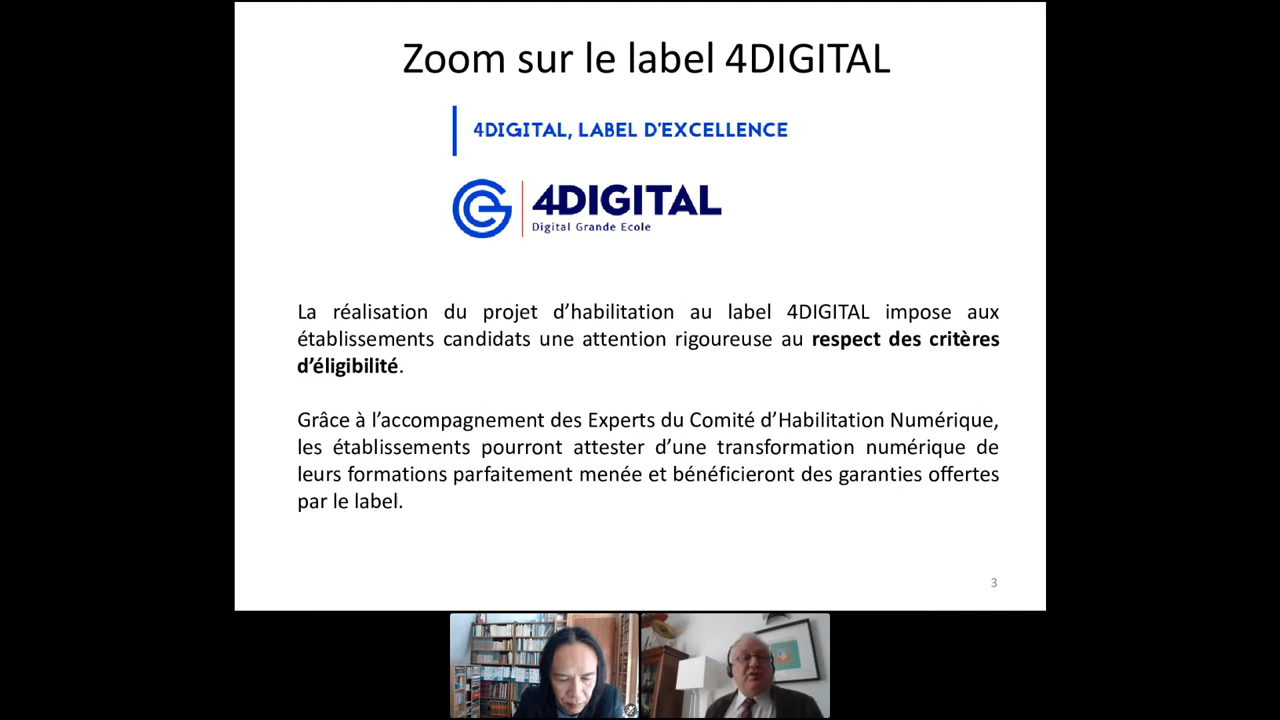 Zoom sur le label 4DIGITAL
4DIGITAL, LABEL D'EXCELLENCE
4DIGITAL
Digital Grande Ecole
La réalisation du projet d’habilitation au label 4DIGITAL impose aux
établissements candidats une attention rigoureuse au respect des critères
d’éligibilité.
Grâce à l’accompagnement des Experts du Comité d’Habilitation Numérique,
les établissements pourront attester d’une transformation numérique de
leurs formations parfaitement menée et bénéficieront des garanties offertes
par le label.
3